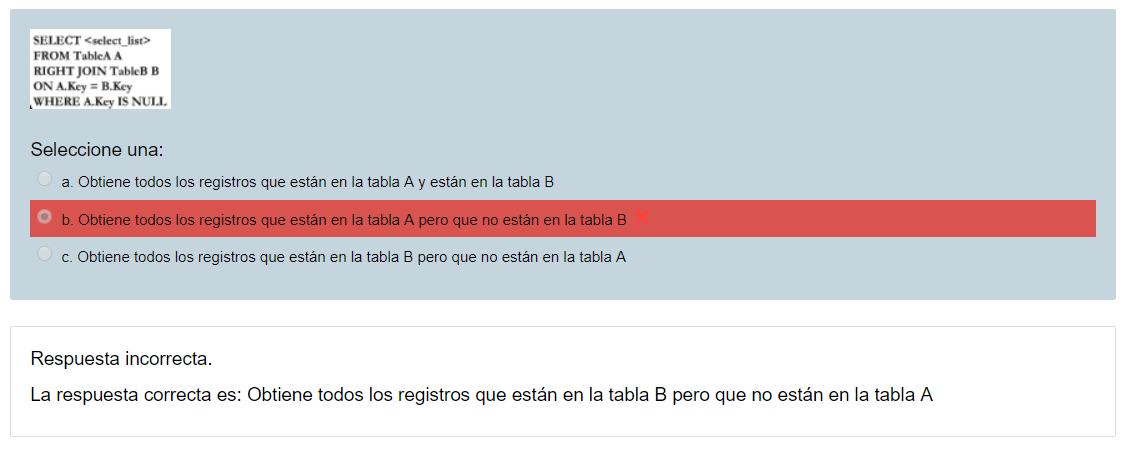 SELECT <select_list>
FROM TableA A
RIGHT JOIN TableB B
ON A.Key = B.Key
WHERE A.Key IS NULL
Seleccione una:
a. Obtiene todos los registros que están en la tabla A y están en la tabla B
b. Obtiene todos los registros que están en la tabla A pero que no están en la tabla B
c. Obtiene todos los registros que están en la tabla B pero que no están en la tabla A
Respuesta incorrecta.
La respuesta correcta es: Obtiene todos los registros que están en la tabla B pero que no están en la tabla A